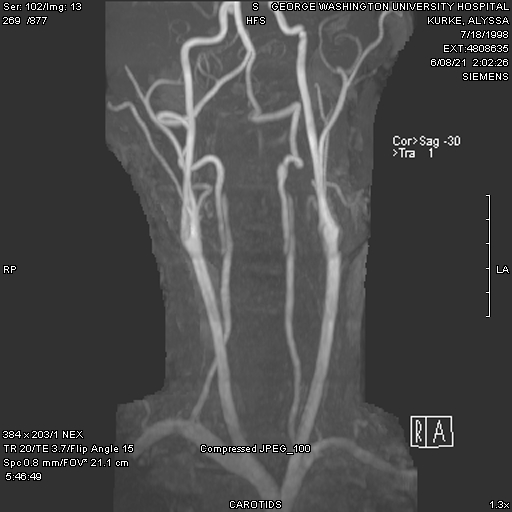 Ser: 102/Img: 13
269 /877
S
HFS
GEORGE WASHINGTON UNIVERSITY HOSPITAL
KURKE, ALYSSA
7/18/1998
EXT:4808635
6/08/21 2:02:26
SIEMENS
Cor>Sag -30
>Tra 1
RP
LA
R A
384 x 203/1 NEX
TR 20/TE 3.7/Flip Angle 15
Spc 0.8 mm/FOV* 21.1 cm
5:46:49
Compressed JPEG_100
CAROTIDS
1.3x